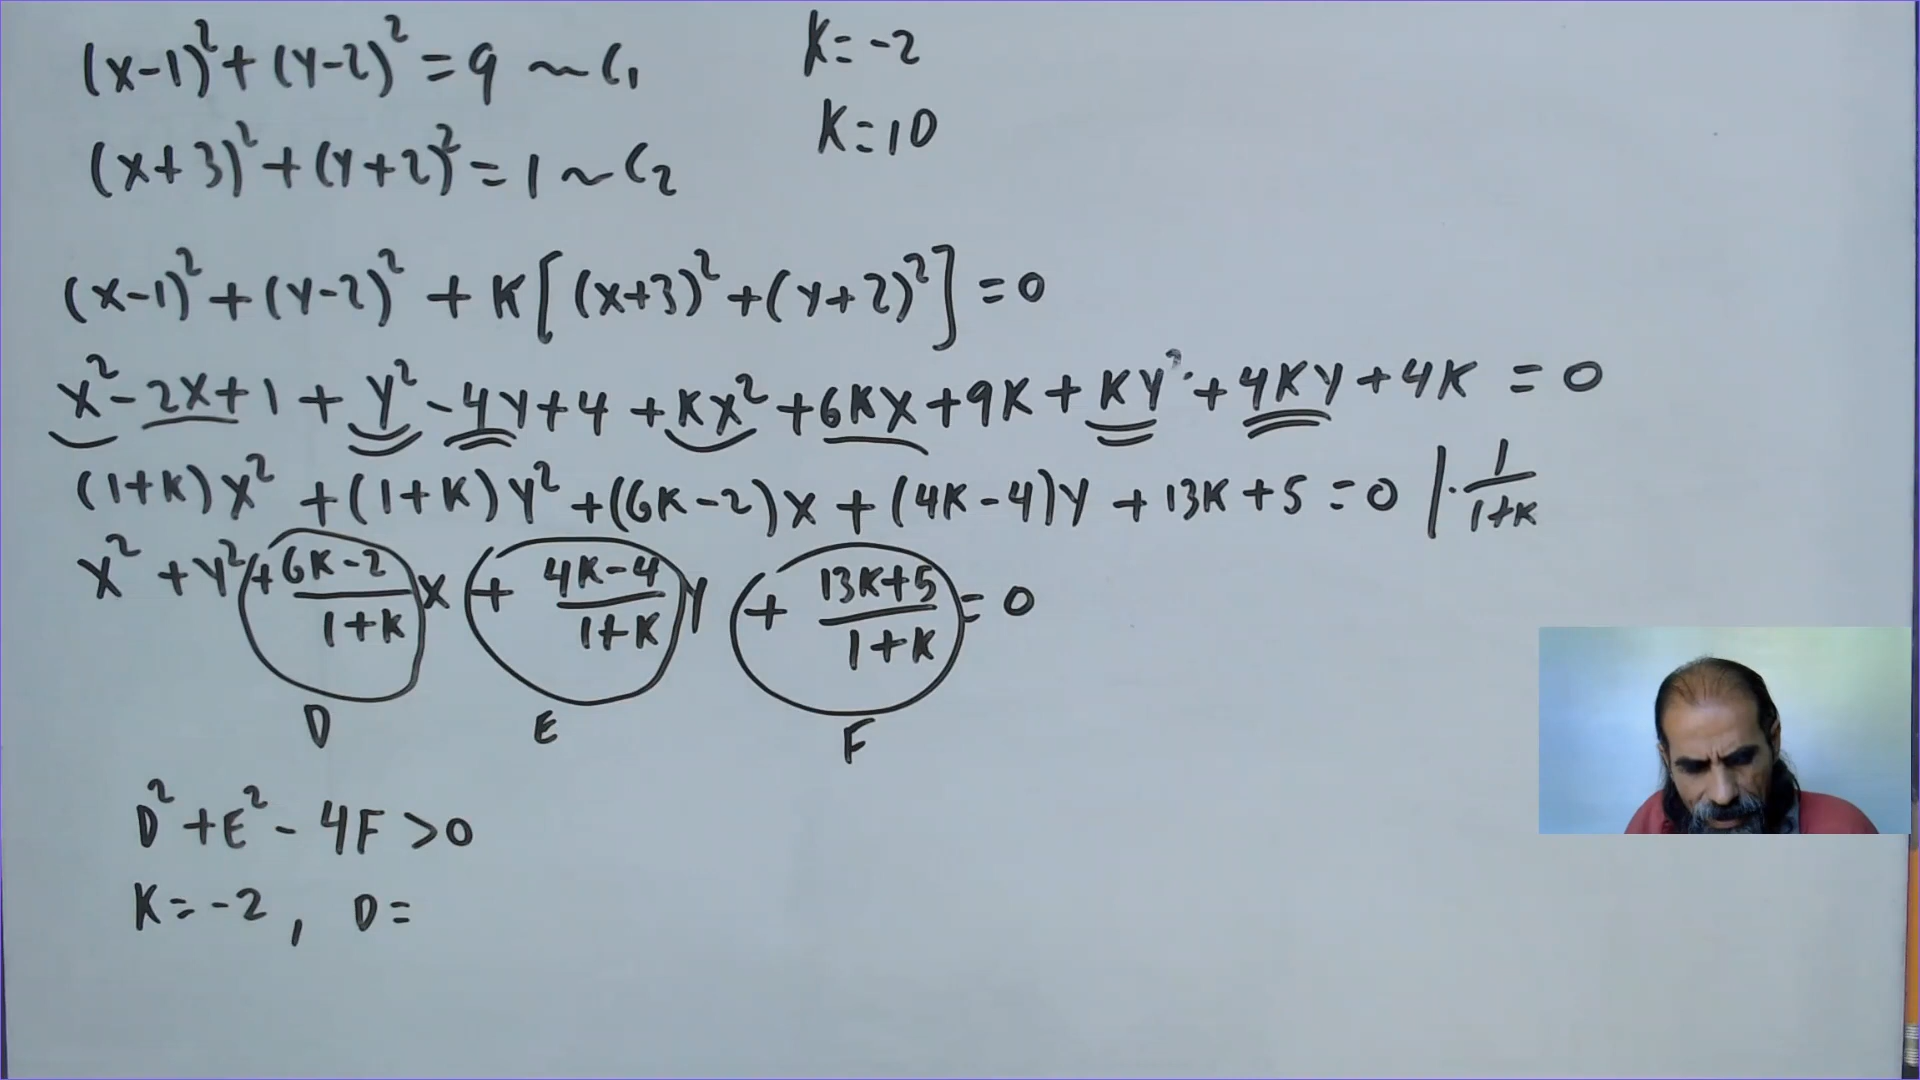 (x-1)² + (y-2)² = 9 ~ C₁
(x+3)² + (y+2)² = 1 ~ C₂
K = -2
K = 10
(x-1)² + (y-2)² + K[(x+3)² + (y+2)²] = 0
x² - 2x + 1 + y² - 4y + 4 + Kx² + 6Kx + 9K + Ky² + 4Ky + 4K = 0
(1+K)x² + (1+K)y² + (6K-2)x + (4K-4)y + 13K + 5 = 0 | · 1/(1+K)
x² + y² + (6K-2)/(1+K) x + (4K-4)/(1+K) y + (13K+5)/(1+K) = 0
D E F
D² + E² - 4F > 0
K = -2 , D =